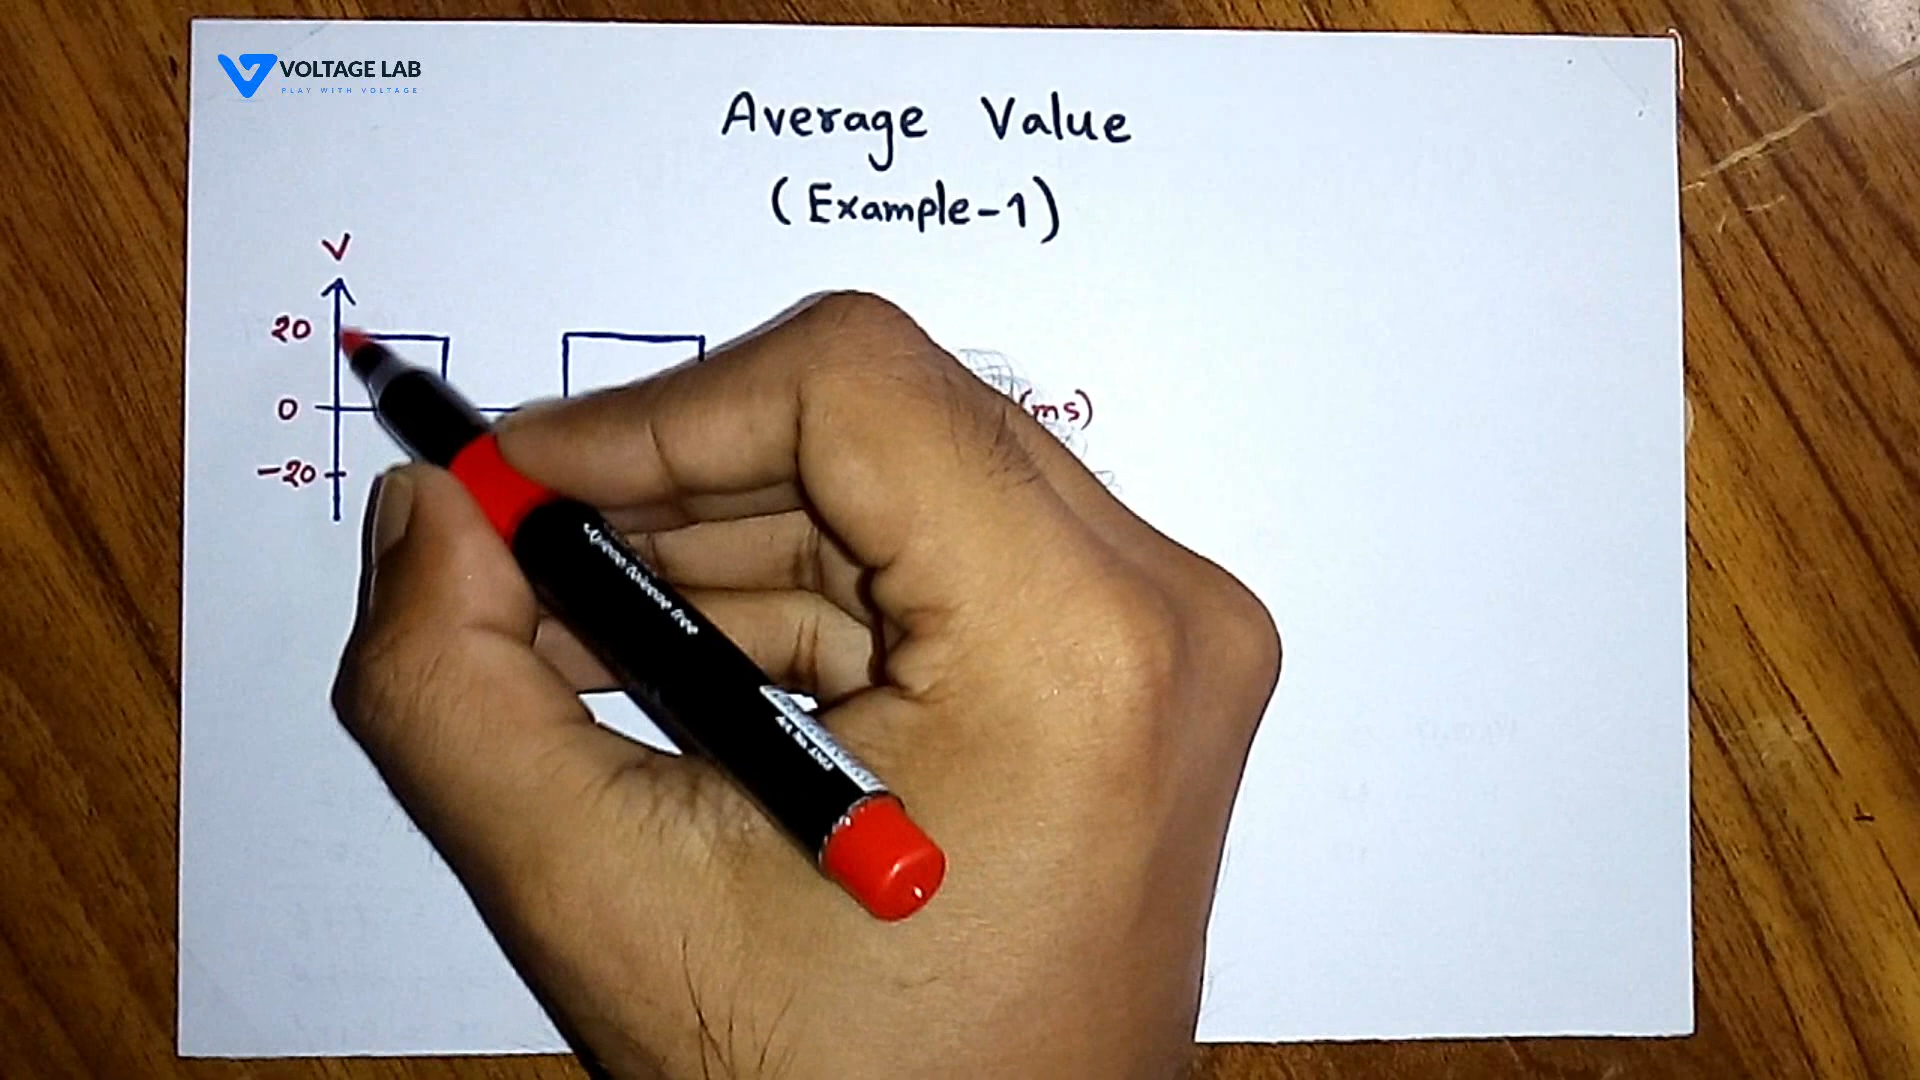 VOLTAGE LAB
PLAY WITH VOLTAGE
Average Value
(Example-1)
V
20
0
(ms)
-20